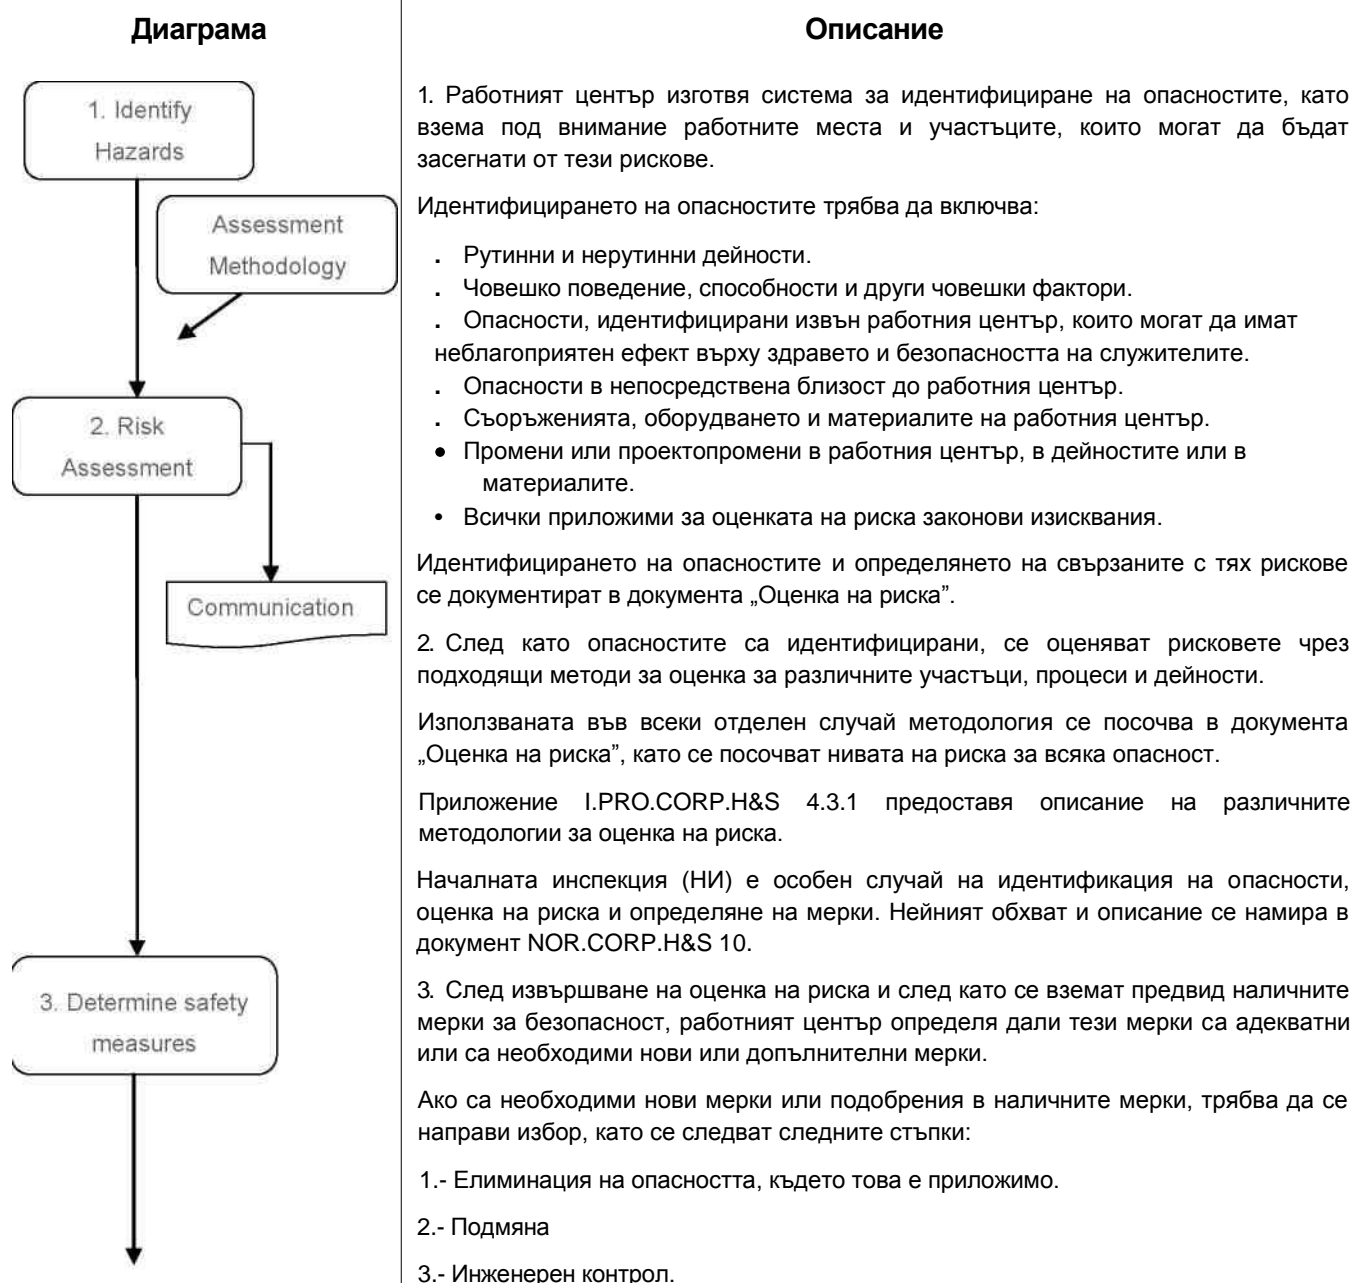 Диаграма
Описание
1. Identify
Hazards
Assessment
Methodology
2. Risk
Assessment
Communication
3. Determine safety
measures
1. Работният център изготвя система за идентифициране на опасностите, като
взема под внимание работните места и участъците, които могат да бъдат
засегнати от тези рискове.
Идентифицирането на опасностите трябва да включва:
. Рутинни и нерутинни дейности.
. Човешко поведение, способности и други човешки фактори.
. Опасности, идентифицирани извън работния център, които могат да имат
неблагоприятен ефект върху здравето и безопасността на служителите.
. Опасности в непосредствена близост до работния център.
. Съоръженията, оборудването и материалите на работния център.
● Промени или проектопромени в работния център, в дейностите или в
материалите.
• Всички приложими за оценката на риска законови изисквания.
Идентифицирането на опасностите и определянето на свързаните с тях рискове
се документират в документа „Оценка на риска”.
2. След като опасностите са идентифицирани, се оценяват рисковете чрез
подходящи методи за оценка за различните участъци, процеси и дейности.
Използваната във всеки отделен случай методология се посочва в документа
„Оценка на риска”, като се посочват нивата на риска за всяка опасност.
Приложение I.PRO.CORP.H&S 4.3.1 предоставя описание на различните
методологии за оценка на риска.
Началната инспекция (НИ) е особен случай на идентификация на опасности,
оценка на риска и определяне на мерки. Нейният обхват и описание се намира в
документ NOR.CORP.H&S 10.
3. След извършване на оценка на риска и след като се вземат предвид наличните
мерки за безопасност, работният център определя дали тези мерки са адекватни
или са необходими нови или допълнителни мерки.
Ако са необходими нови мерки или подобрения в наличните мерки, трябва да се
направи избор, като се следват следните стъпки:
1.- Елиминация на опасността, където това е приложимо.
2.- Подмяна
3.- Инженерен контрол.